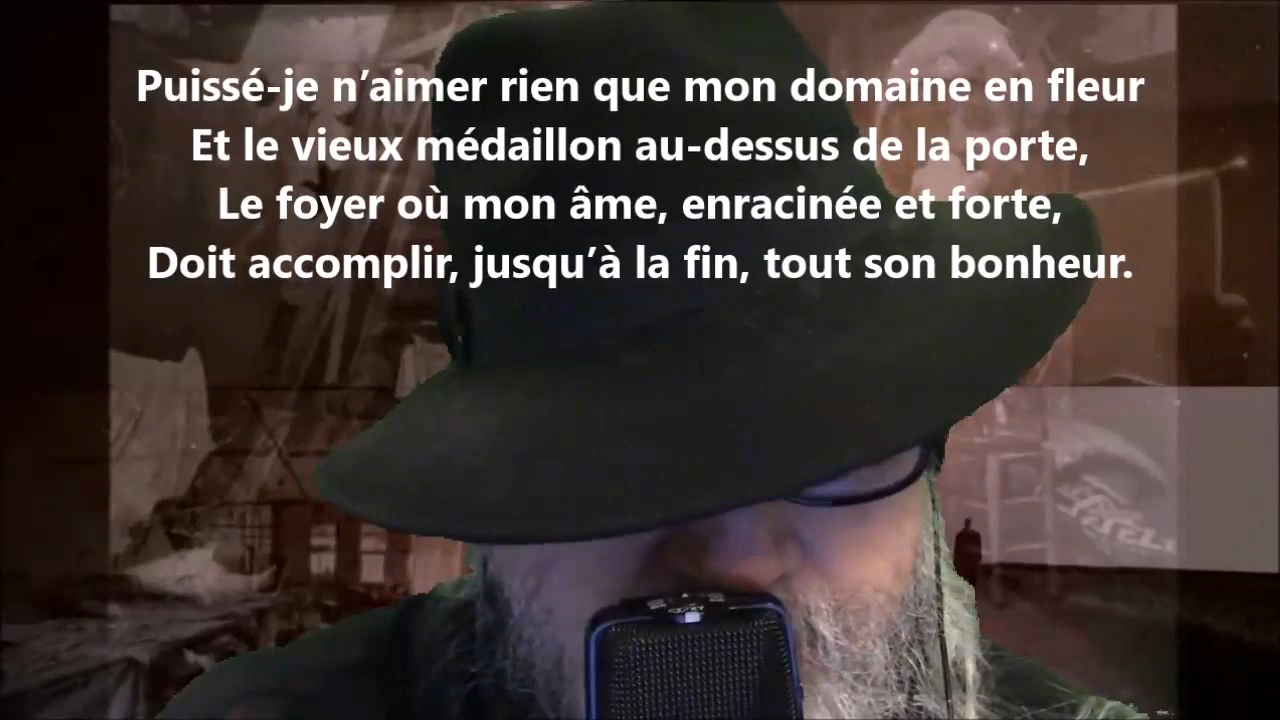 Puissé-je n’aimer rien que mon domaine en fleur
Et le vieux médaillon au-dessus de la porte,
Le foyer où mon âme, enracinée et forte,
Doit accomplir, jusqu’à la fin, tout son bonheur.